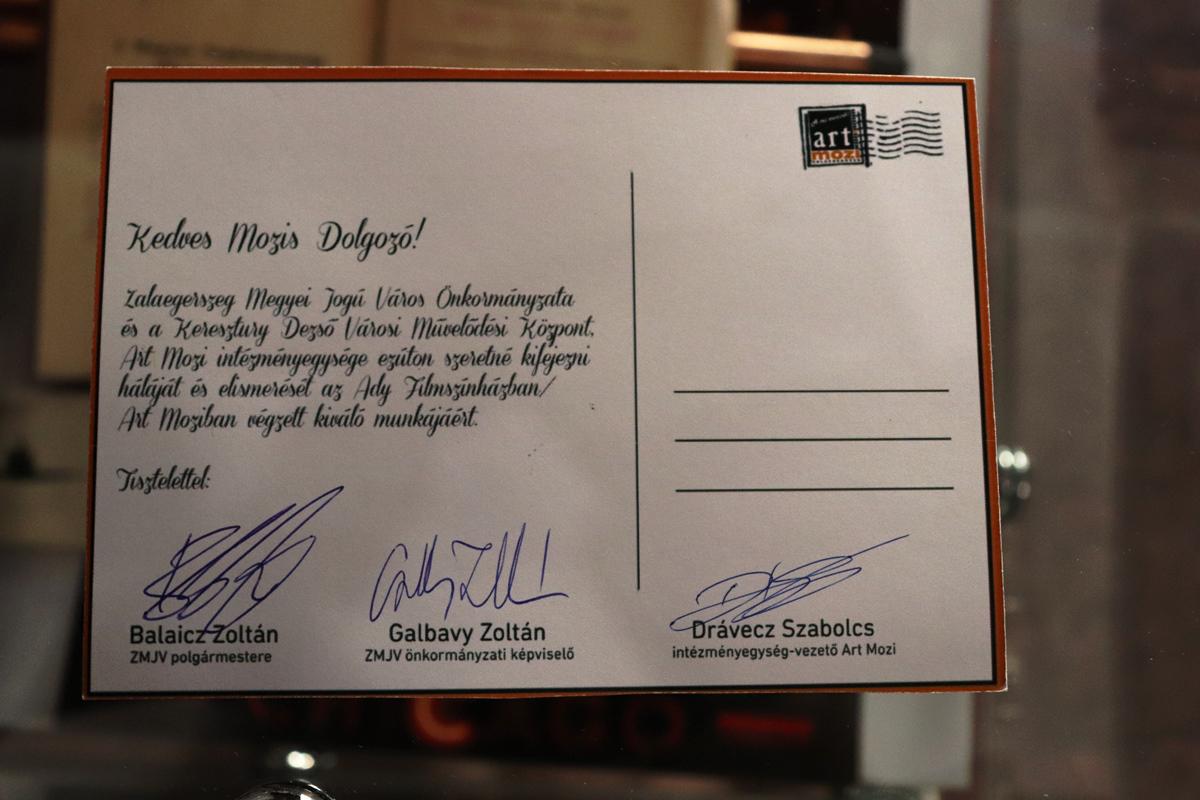 art
mozi
Kedves Mozis Dolgozó!
Zalaegerszeg Megyei Jogú Város Önkormányzata
és a Keresztury Dezső Városi Művelődési Központ,
Art Mozi intézményegysége ezúton szeretné kifejezni
háláját és elismerését az Ady Filmszínházban/
Art Moziban végzett kiváló munkájáért.
Tisztelettel:
Balaicz Zoltán
ZMJV polgármestere
Galbavy Zoltán
ZMJV önkormányzati képviselő
Drávecz Szabolcs
intézményegység-vezető Art Mozi
CHICAGO